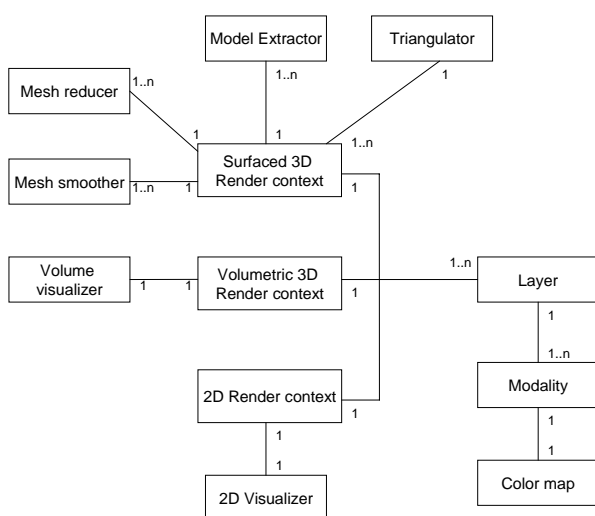 Model Extractor
Triangulator
1..n
1
Mesh reducer
1..n
1
1
1..n
Surfaced 3D
Render context
Mesh smoother
1..n
1
1
Volume
visualizer
1
1
Volumetric 3D
Render context
1
1..n
Layer
1
1..n
2D Render context
1
Modality
1
1
1
1
2D Visualizer
Color map